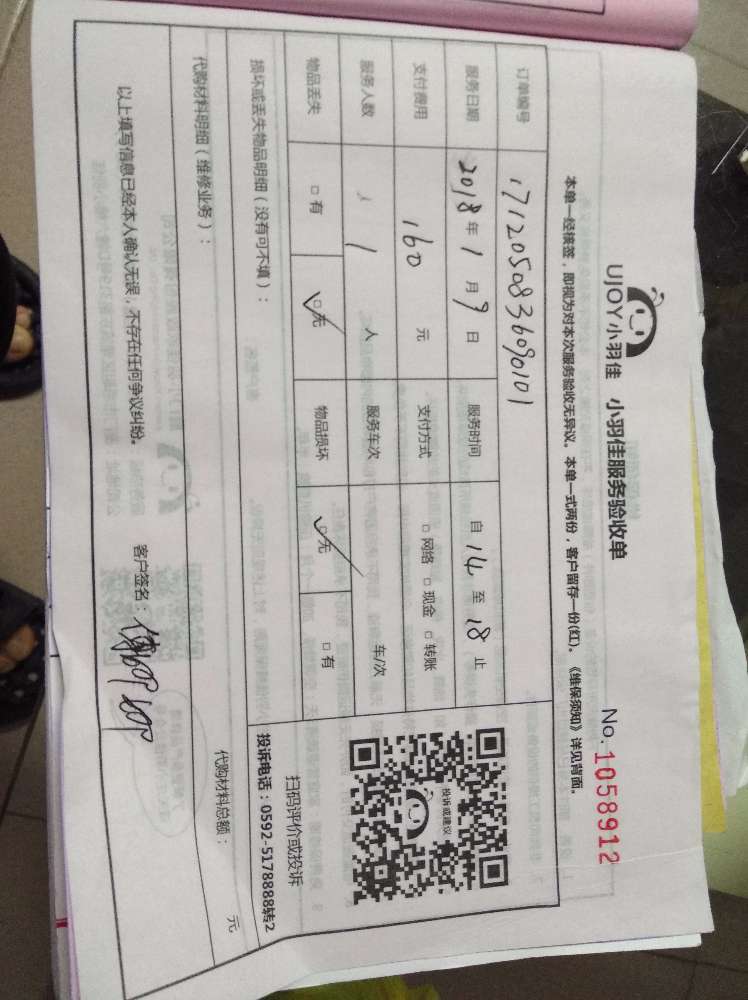 UJOY小羽佳 小羽佳服务验收单 No. 1058912
本单一经核签,即视为对本次服务验收无异议。本单一式两份,客户留存一份(红)。《维保须知》详见背面。
订单编号 1712050836090101
服务日期 2018 年 1 月 9 日 服务时间 自 14 至 18 止
支付费用 160 元 支付方式 □ 网络 □ 现金 □ 转账
服务人数 1 人 服务车次 车/次
物品丢失 □ 有 ☑ 无 物品损坏 ☑ 无 □ 有
投诉或建议
扫码评价或投诉
投诉电话:0592-5178888转2
损坏或丢失物品明细(没有可不填):
代购材料明细(维修业务): 代购材料总额: 元
以上填写信息已经本人确认无误,不存在任何争议纠纷。 客户签名: